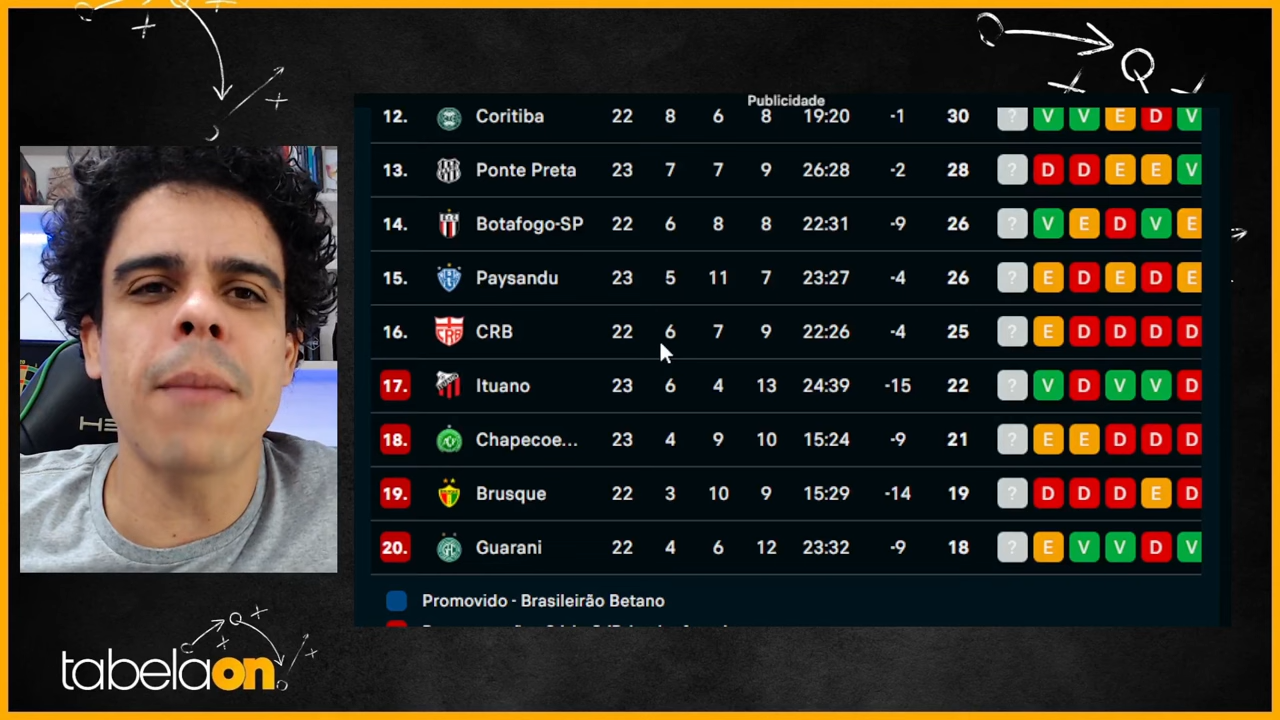 Publicidade
12. Coritiba 22 8 6 8 19:20 -1 30 ? V V E D V
13. Ponte Preta 23 7 7 9 26:28 -2 28 ? D D E E V
14. Botafogo-SP 22 6 8 8 22:31 -9 26 ? V E D V E
15. Paysandu 23 5 11 7 23:27 -4 26 ? E D E D E
16. CRB 22 6 7 9 22:26 -4 25 ? E D D D D
17. Ituano 23 6 4 13 24:39 -15 22 ? V D V V D
18. Chapecoe... 23 4 9 10 15:24 -9 21 ? E E D D D
19. Brusque 22 3 10 9 15:29 -14 19 ? D D D E D
20. Guarani 22 4 6 12 23:32 -9 18 ? E V V D V
Promovido - Brasileirão Betano
tabelaon